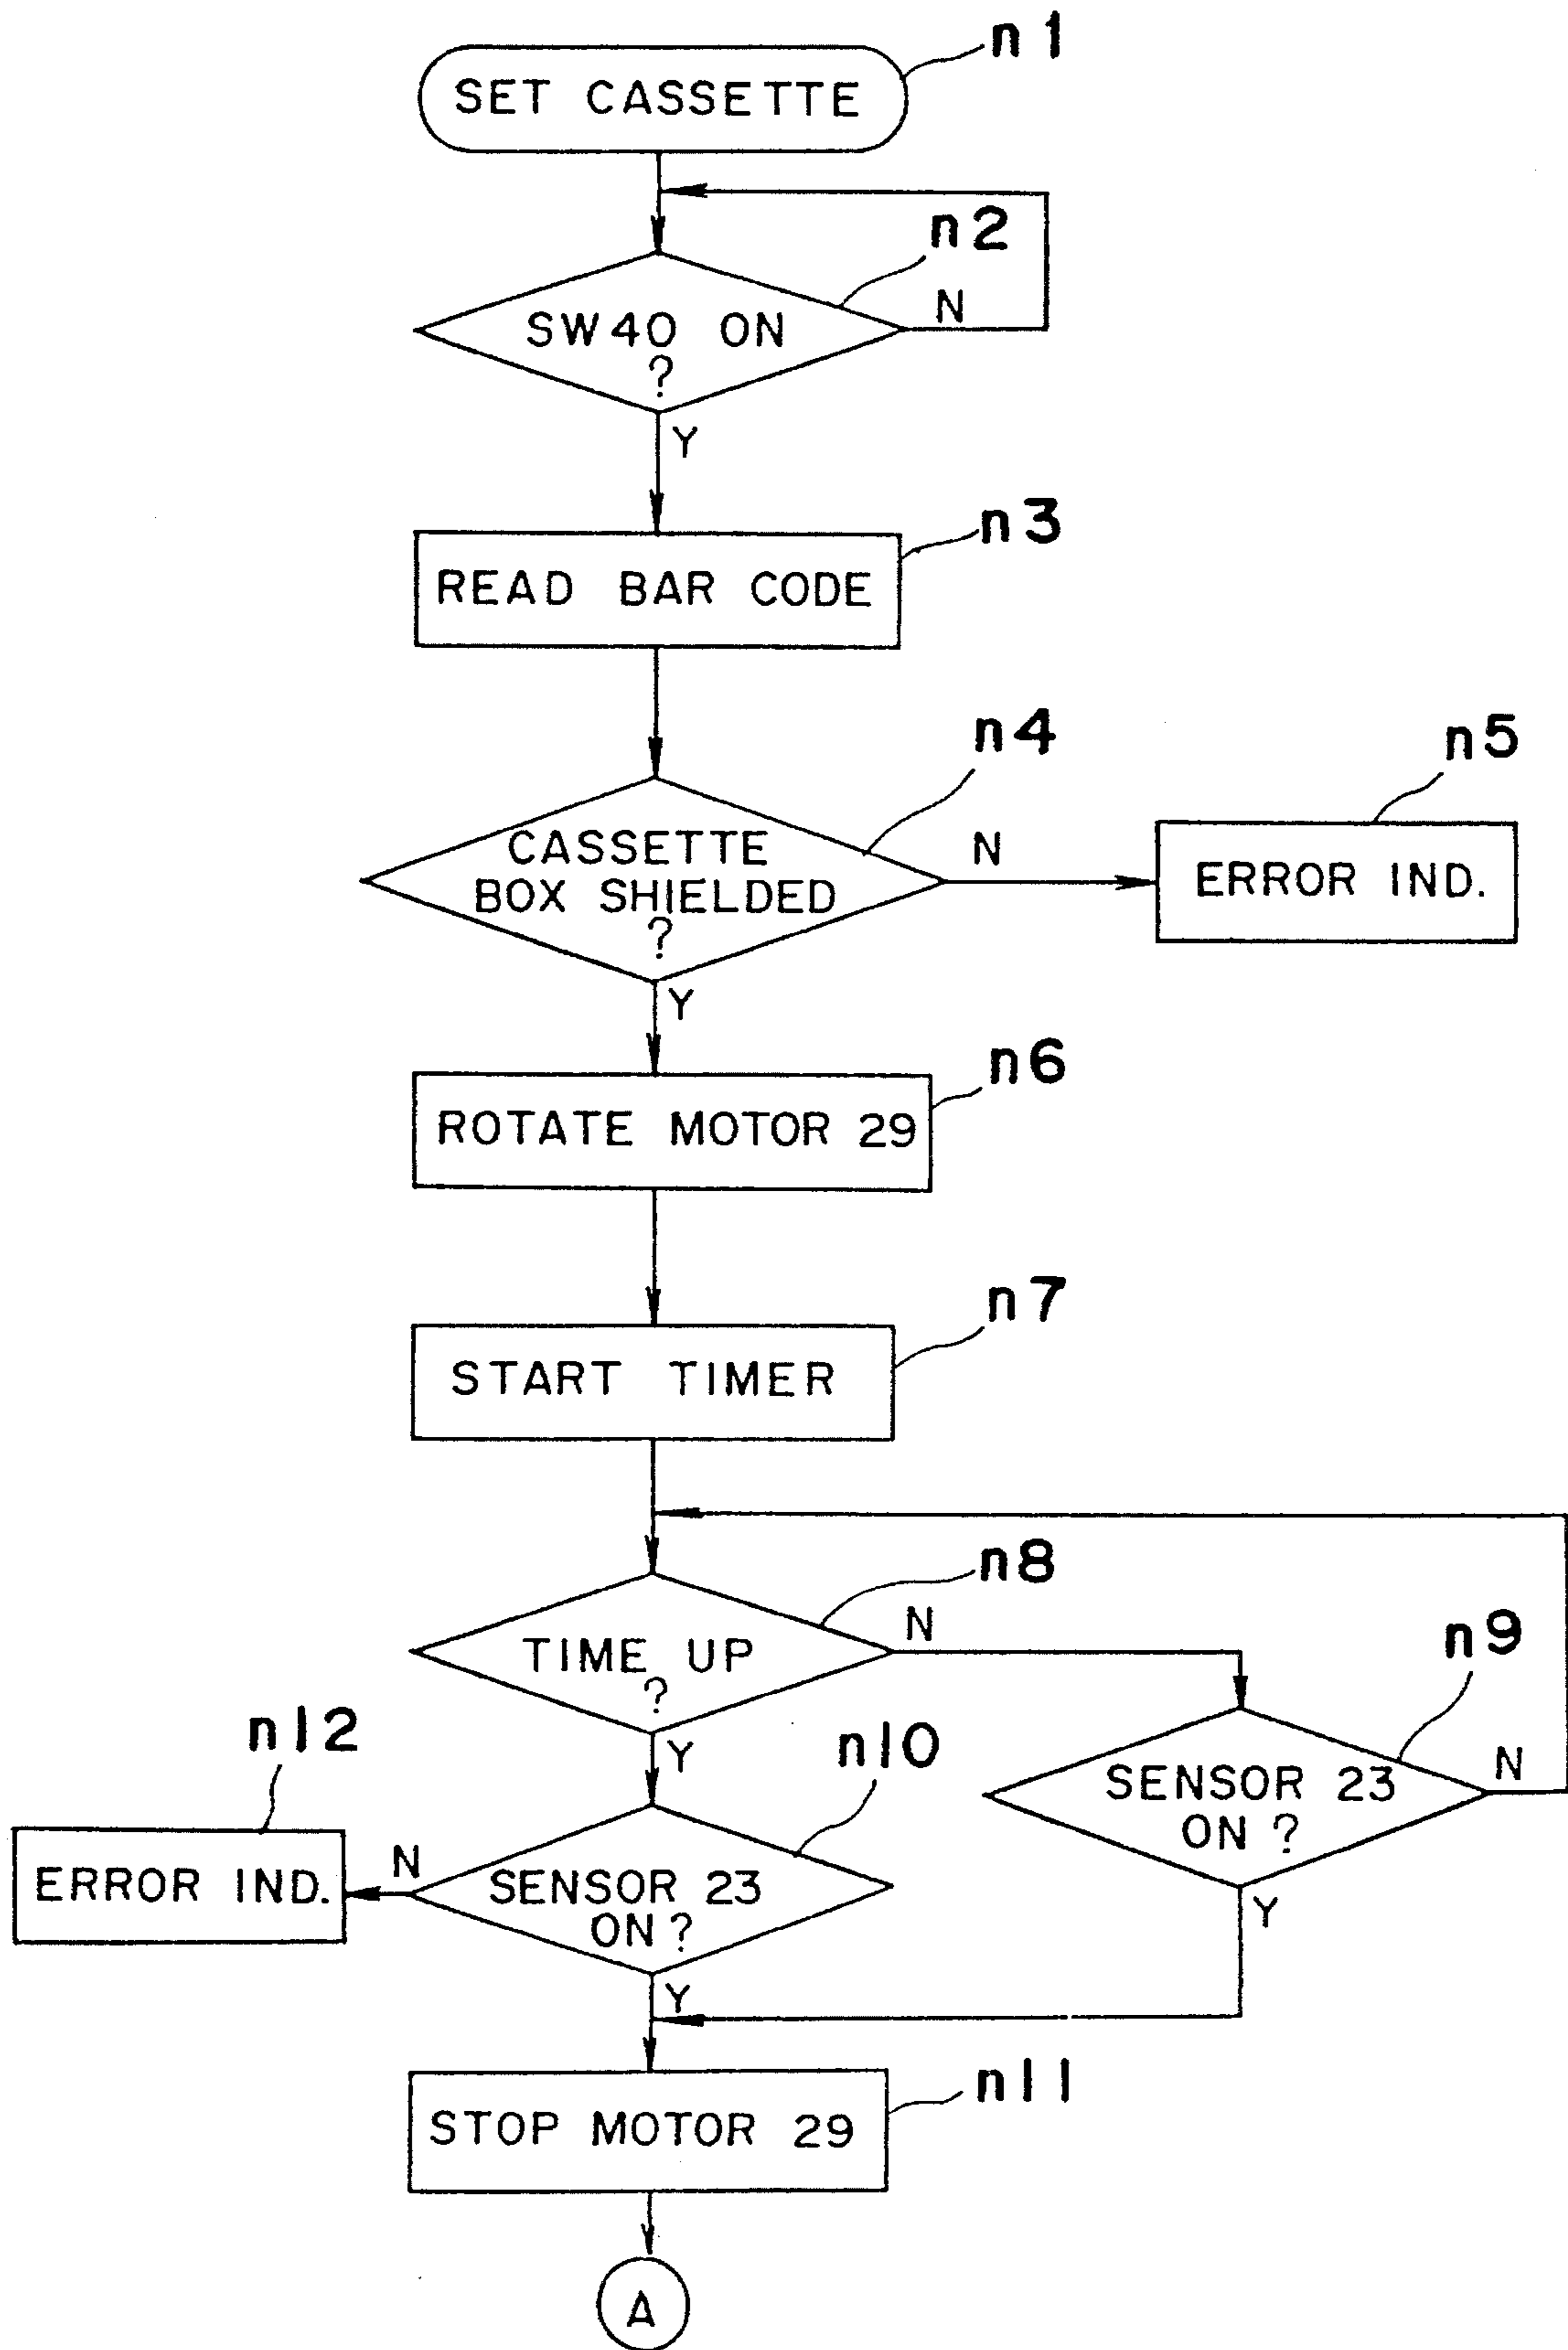 n1
SET CASSETTE
n2
SW40 ON
?
N
Y
n3
READ BAR CODE
n4
n5
CASSETTE
BOX SHIELDED
?
N
ERROR IND.
Y
n6
ROTATE MOTOR 29
n7
START TIMER
n8
TIME UP
?
N
n9
Y
SENSOR 23
ON ?
N
Y
n12
n10
ERROR IND.
N
SENSOR 23
ON ?
Y
n11
STOP MOTOR 29
A